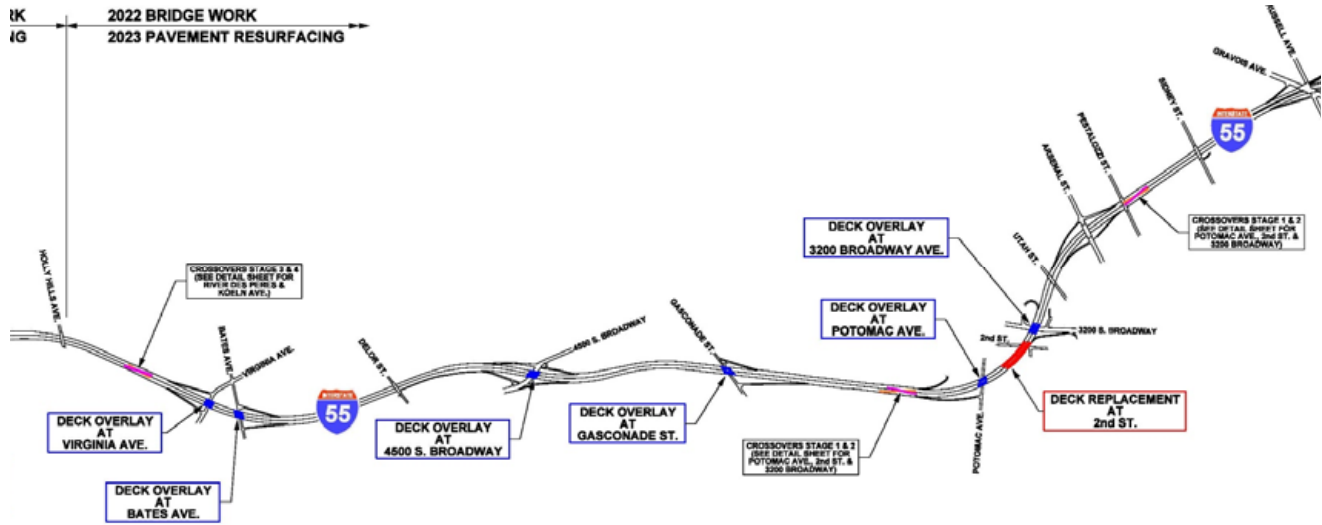 2022 BRIDGE WORK
2023 PAVEMENT RESURFACING
RUSSELL AVE.
GRAVOIS AVE.
SIDNEY ST.
INTERSTATE
55
PESTALOZZI ST.
ARSENAL ST.
CROSSOVERS STAGE 1 & 2
(SEE DETAIL SHEET FOR
POTOMAC AVE., 2nd ST. &
3200 BROADWAY)
DECK OVERLAY
AT
3200 BROADWAY AVE.
UTAH ST.
HOLLY HILLS AVE.
CROSSOVERS STAGE 3 & 4
(SEE DETAIL SHEET FOR
RIVER DES PERES &
KOELN AVE.)
BATES AVE.
VIRGINIA AVE.
DELOR ST.
4500 S. BROADWAY
GASCONADE ST.
DECK OVERLAY
AT
POTOMAC AVE.
2nd ST.
3200 S. BROADWAY
DECK OVERLAY
AT
VIRGINIA AVE.
INTERSTATE
55
DECK OVERLAY
AT
4500 S. BROADWAY
DECK OVERLAY
AT
GASCONADE ST.
CROSSOVERS STAGE 1 & 2
(SEE DETAIL SHEET FOR
POTOMAC AVE., 2nd ST. &
3200 BROADWAY)
POTOMAC AVE.
DECK REPLACEMENT
AT
2nd ST.
DECK OVERLAY
AT
BATES AVE.